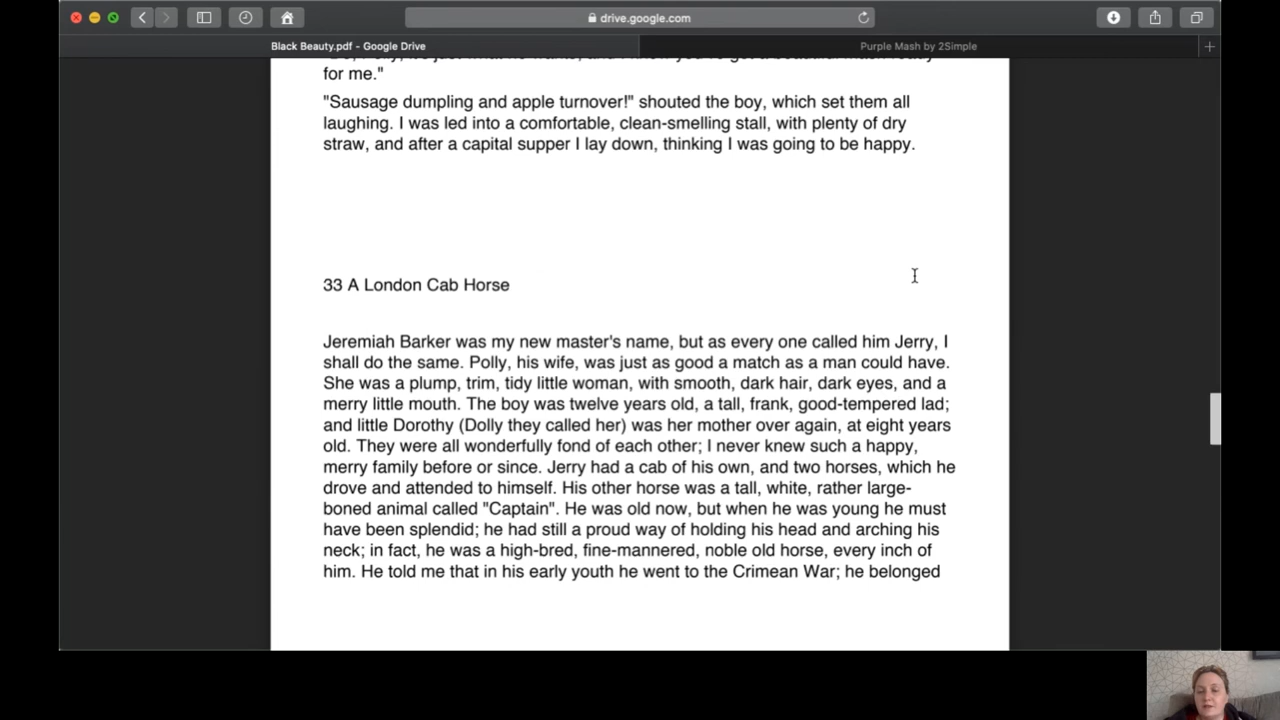 drive.google.com
Black Beauty.pdf - Google Drive
Purple Mash by 2Simple
for me."
"Sausage dumpling and apple turnover!" shouted the boy, which set them all
laughing. I was led into a comfortable, clean-smelling stall, with plenty of dry
straw, and after a capital supper I lay down, thinking I was going to be happy.
33 A London Cab Horse
Jeremiah Barker was my new master's name, but as every one called him Jerry, I
shall do the same. Polly, his wife, was just as good a match as a man could have.
She was a plump, trim, tidy little woman, with smooth, dark hair, dark eyes, and a
merry little mouth. The boy was twelve years old, a tall, frank, good-tempered lad;
and little Dorothy (Dolly they called her) was her mother over again, at eight years
old. They were all wonderfully fond of each other; I never knew such a happy,
merry family before or since. Jerry had a cab of his own, and two horses, which he
drove and attended to himself. His other horse was a tall, white, rather large-
boned animal called "Captain". He was old now, but when he was young he must
have been splendid; he had still a proud way of holding his head and arching his
neck; in fact, he was a high-bred, fine-mannered, noble old horse, every inch of
him. He told me that in his early youth he went to the Crimean War; he belonged